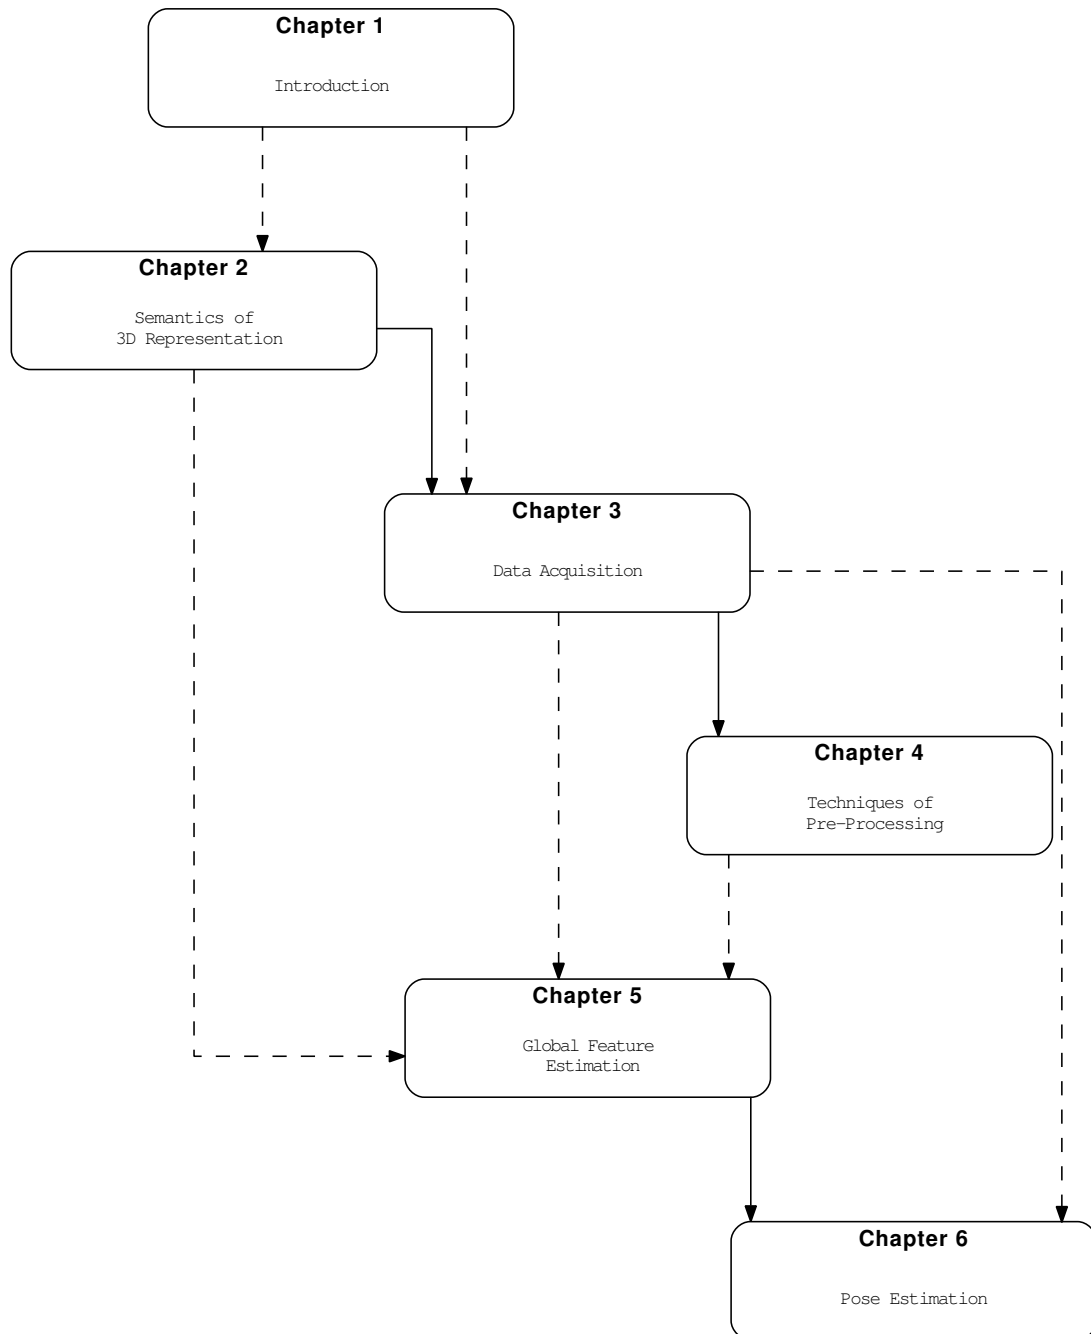 Chapter 1
Introduction
Chapter 2
Semantics of
3D Representation
Chapter 3
Data Acquisition
Chapter 4
Techniques of
Pre-Processing
Chapter 5
Global Feature
Estimation
Chapter 6
Pose Estimation